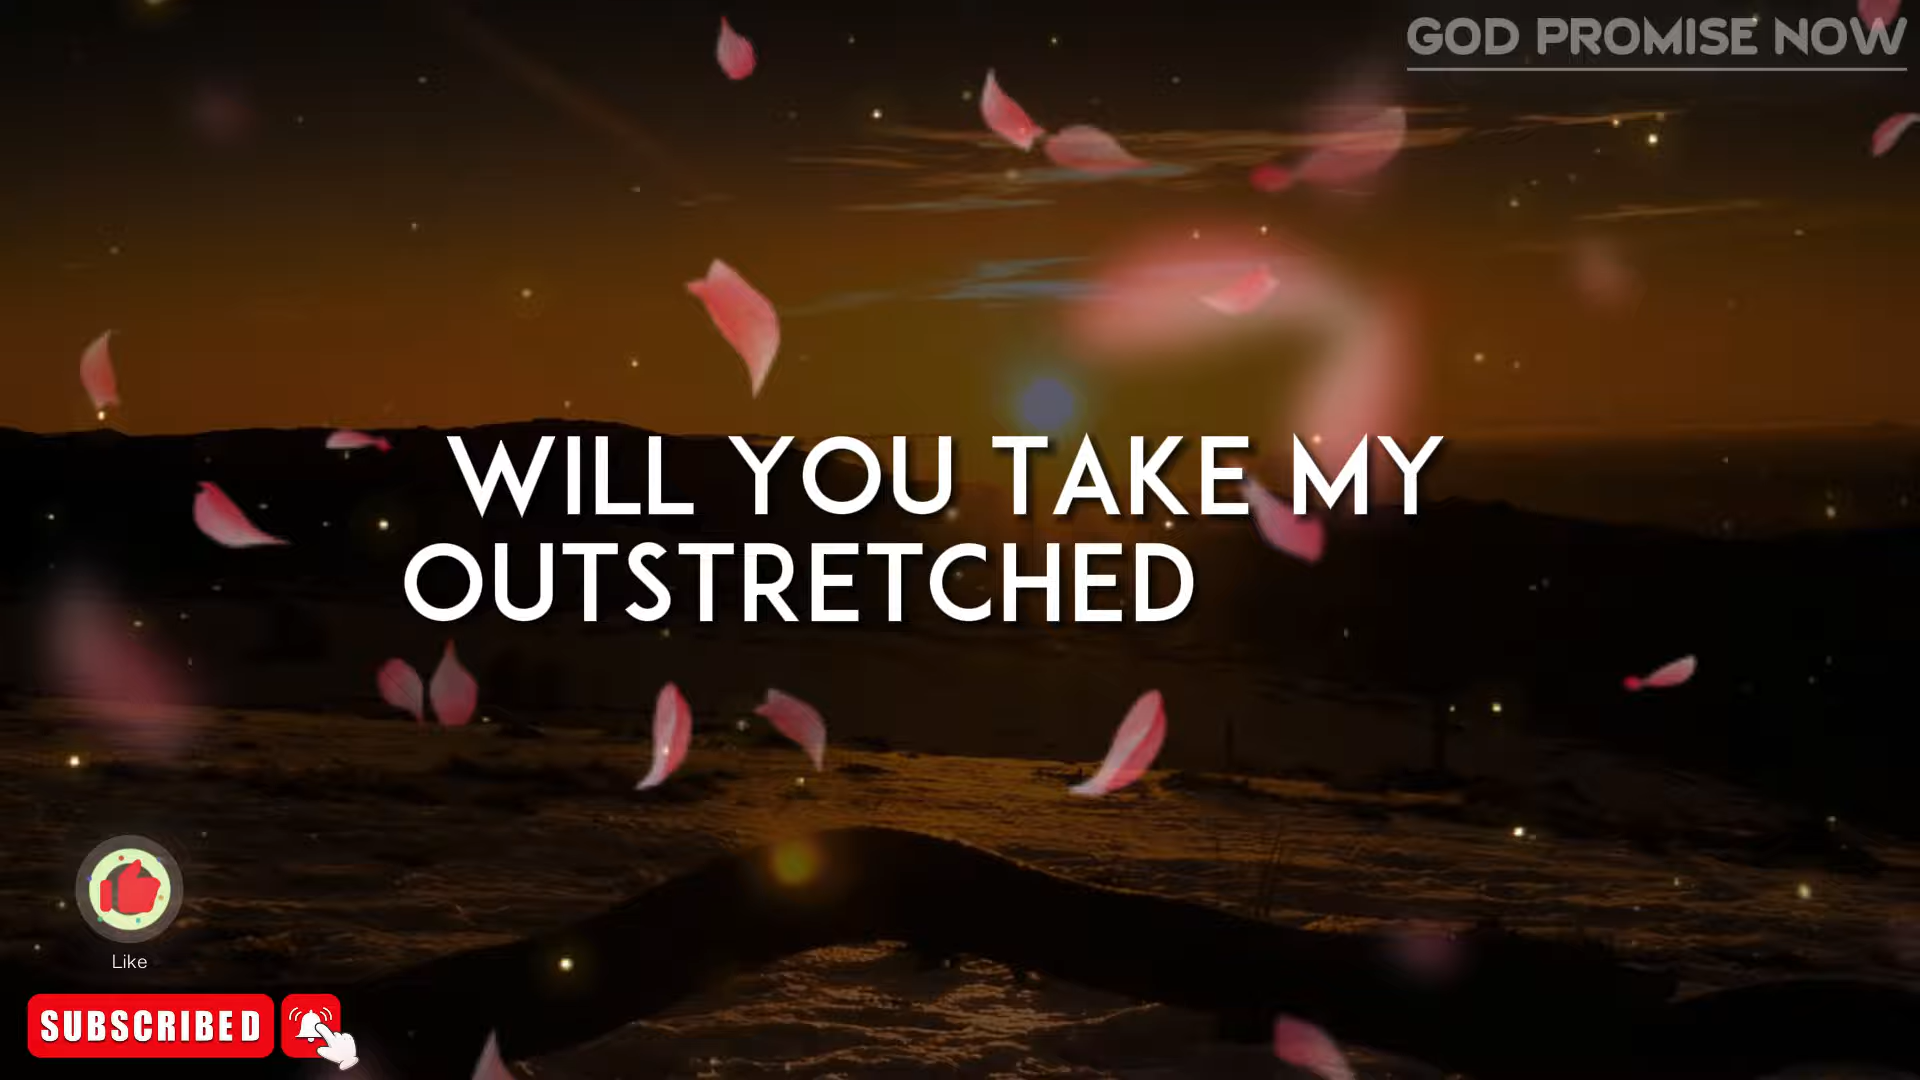 GOD PROMISE NOW
WILL YOU TAKE MY
OUTSTRETCHED
Like
SUBSCRIBED